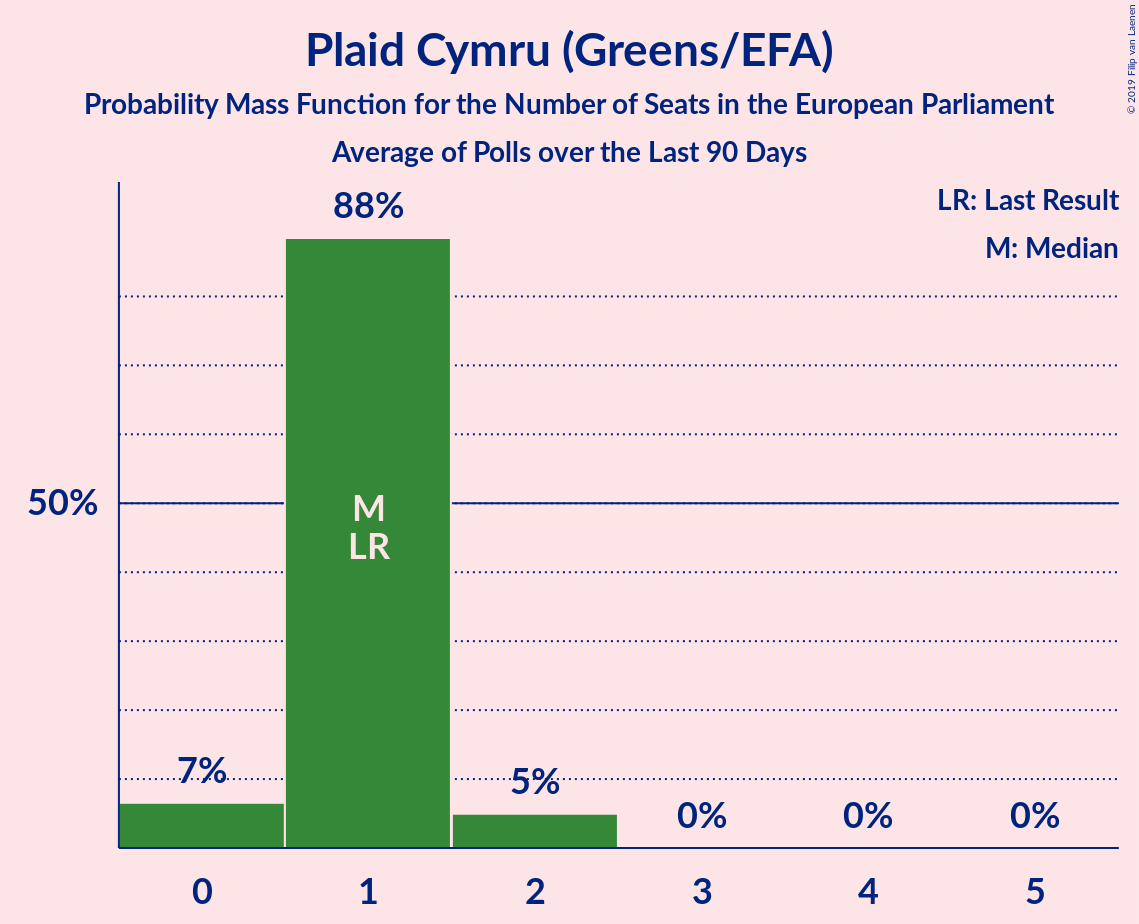 Plaid Cymru (Greens/EFA)
Probability Mass Function for the Number of Seats in the European Parliament
Average of Polls over the Last 90 Days
© 2019 Filip van Laenen
LR: Last Result
M: Median
88%
50%
M
LR
7%
5%
0%
0%
0%
0
1
2
3
4
5